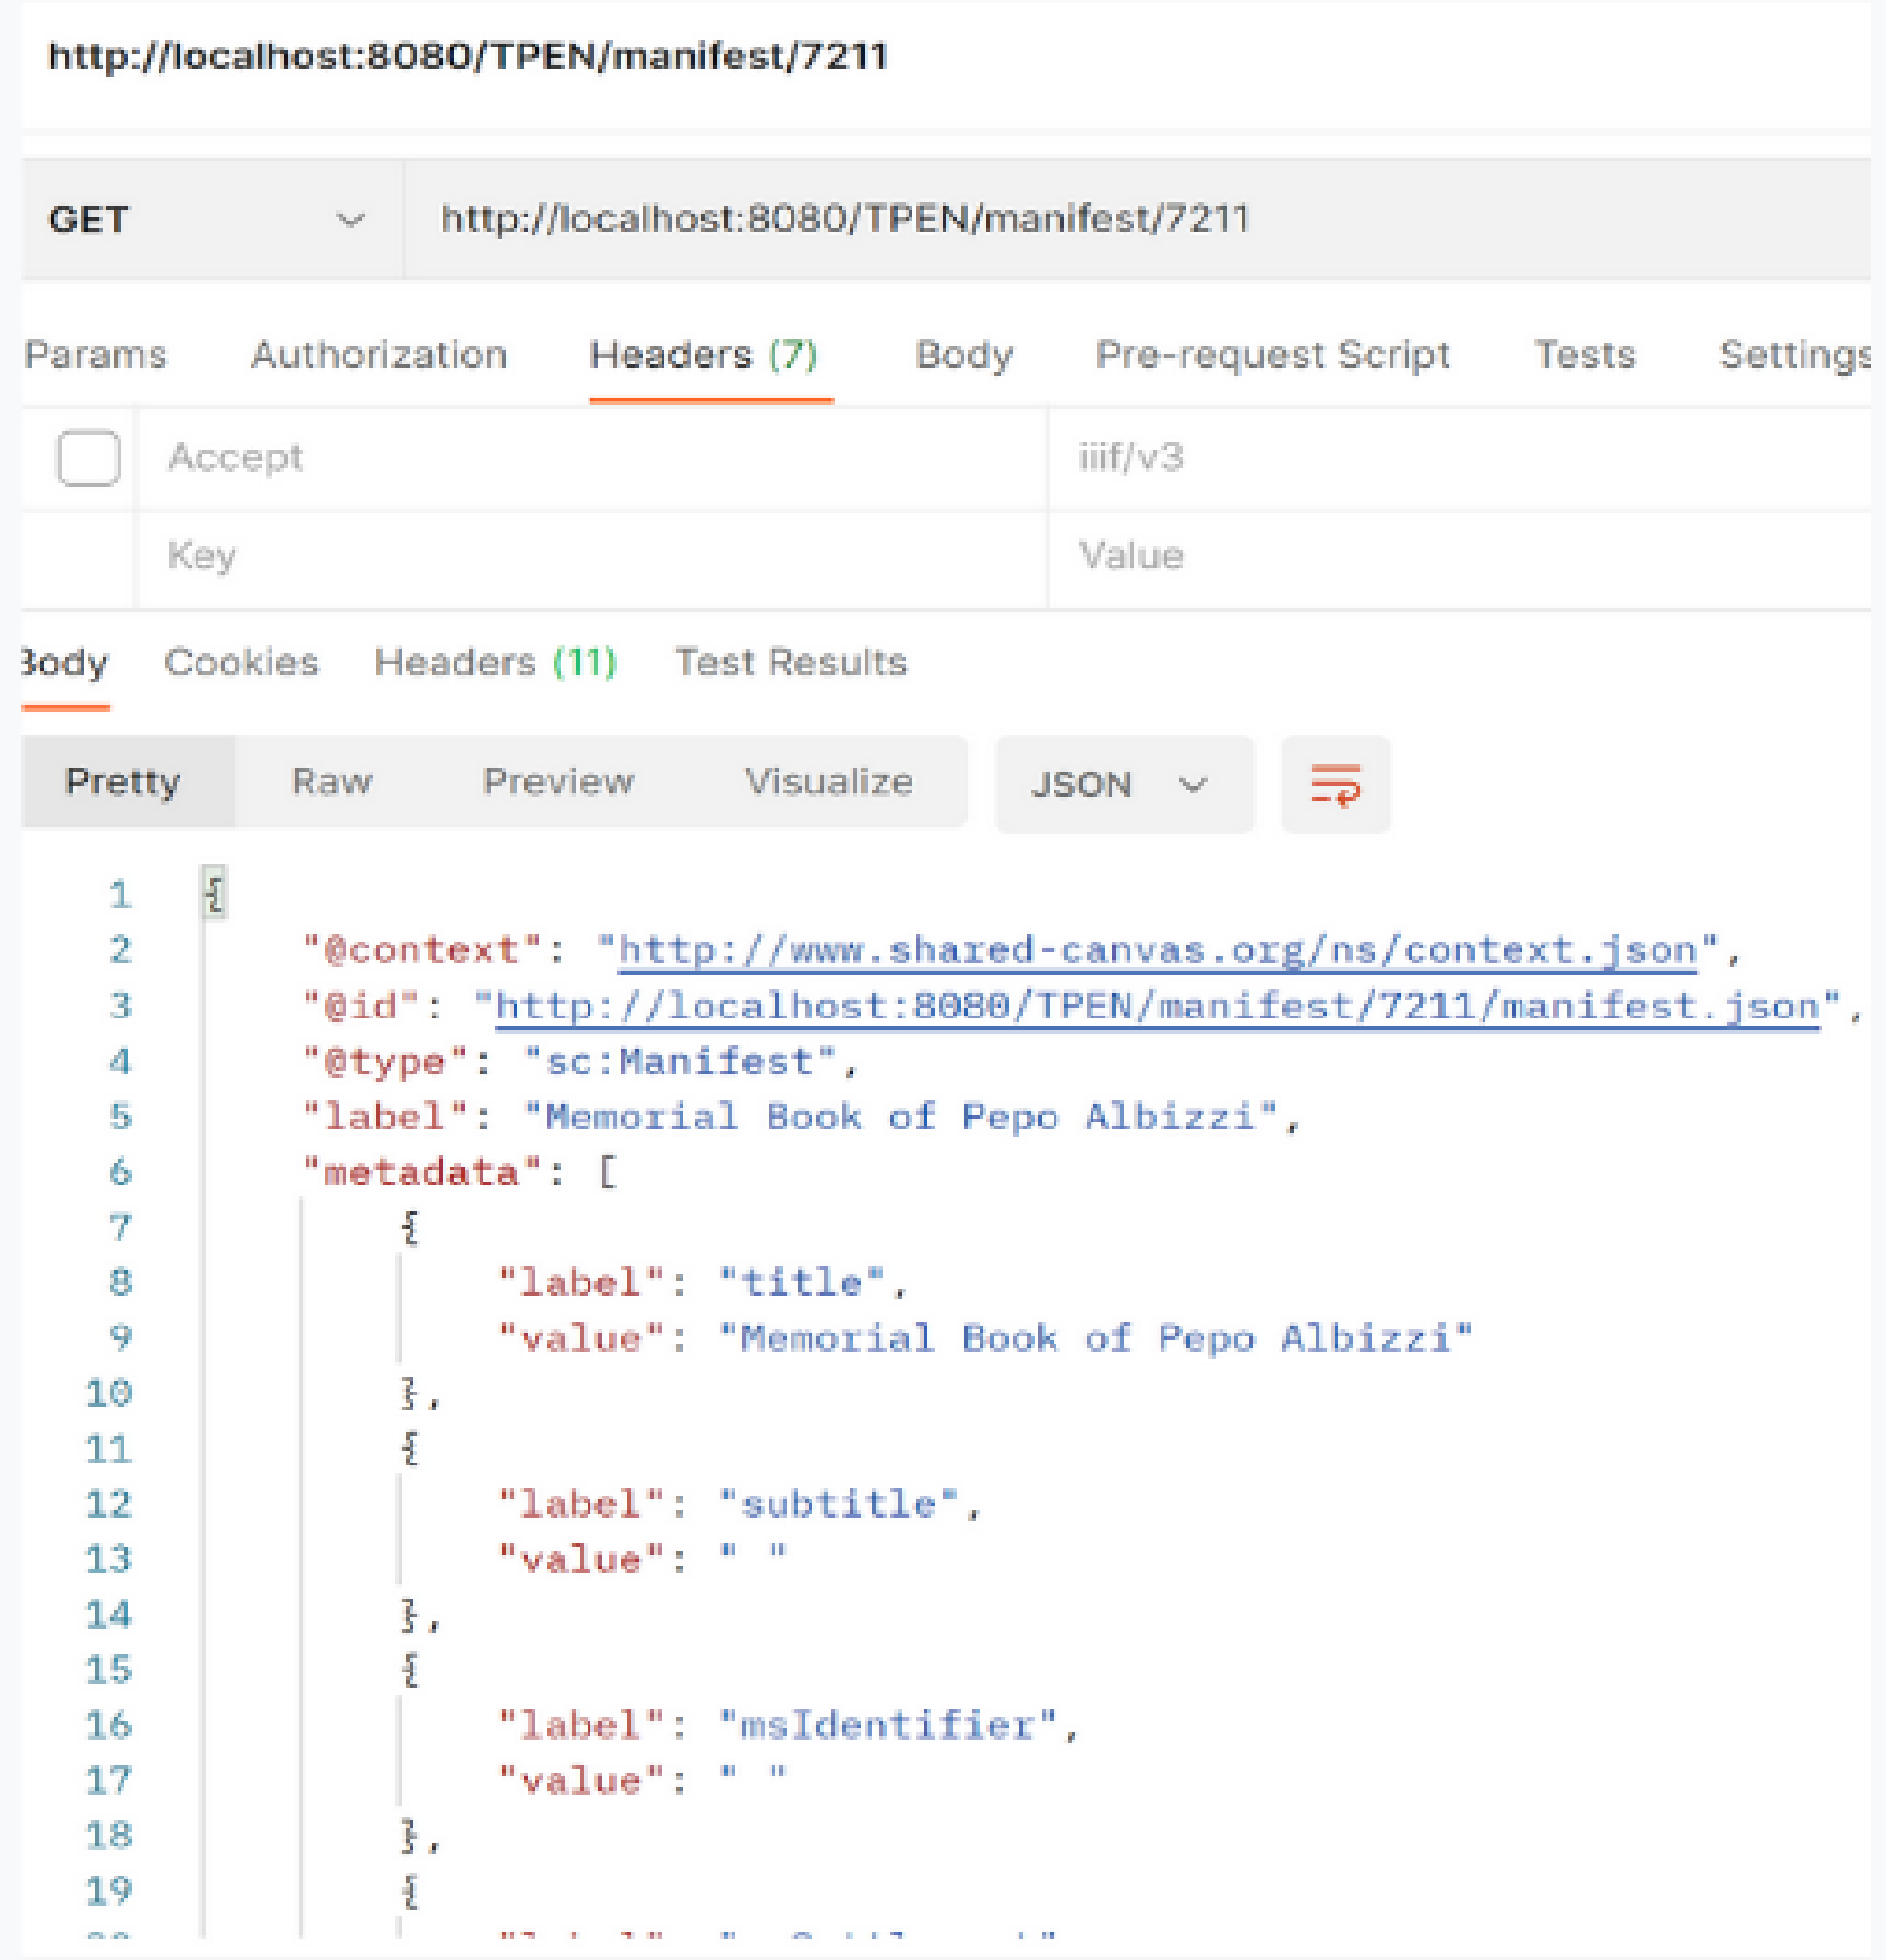 http://localhost:8080/TPEN/manifest/7211
GET http://localhost:8080/TPEN/manifest/7211
Params Authorization Headers (7) Body Pre-request Script Tests Settings
Accept iiif/v3
Key Value
Body Cookies Headers (11) Test Results
Pretty Raw Preview Visualize JSON
1 {
2 "@context": "http://www.shared-canvas.org/ns/context.json",
3 "@id": "http://localhost:8080/TPEN/manifest/7211/manifest.json",
4 "@type": "sc:Manifest",
5 "label": "Memorial Book of Pepo Albizzi",
6 "metadata": [
7 {
8 "label": "title",
9 "value": "Memorial Book of Pepo Albizzi"
10 },
11 {
12 "label": "subtitle",
13 "value": " "
14 },
15 {
16 "label": "msIdentifier",
17 "value": " "
18 },
19 {